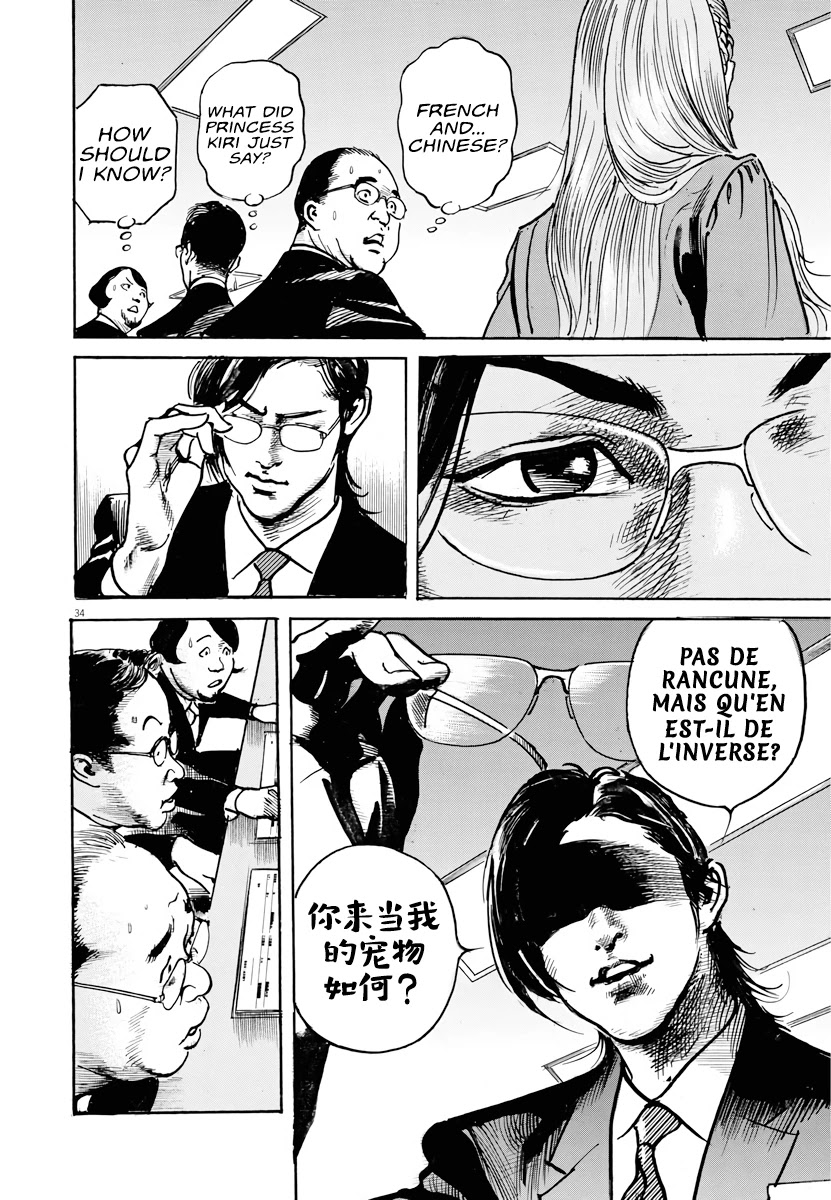 FRENCH
AND...
CHINESE?
WHAT DID
PRINCESS
KIRI JUST
SAY?
HOW
SHOULD
I KNOW?
34
PAS DE
RANCUNE,
MAIS QU'EN
EST-IL DE
L'INVERSE?
你来当我
的宠物
如何？